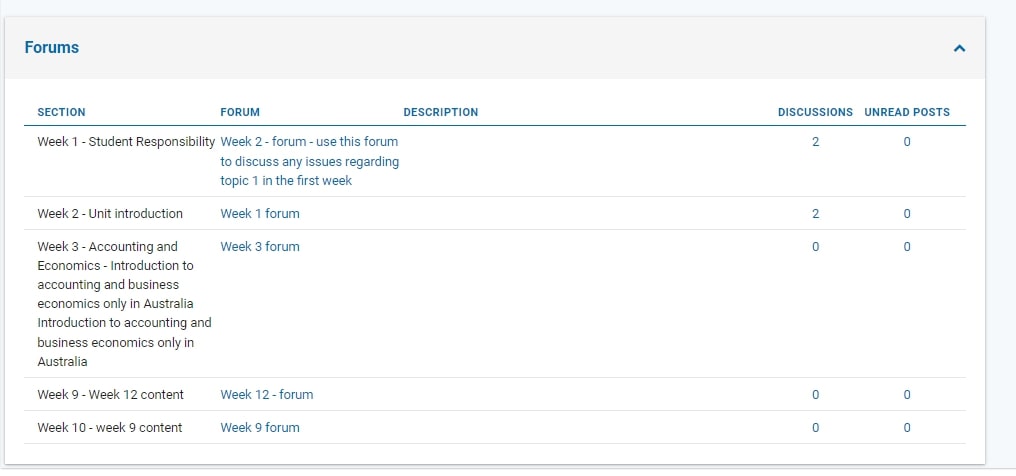 Forums
SECTION FORUM DESCRIPTION DISCUSSIONS UNREAD POSTS
Week 1 - Student Responsibility Week 2 - forum - use this forum 2 0
to discuss any issues regarding
topic 1 in the first week
Week 2 - Unit introduction Week 1 forum 2 0
Week 3 - Accounting and Week 3 forum 0 0
Economics - Introduction to
accounting and business
economics only in Australia
Introduction to accounting and
business economics only in
Australia
Week 9 - Week 12 content Week 12 - forum 0 0
Week 10 - week 9 content Week 9 forum 0 0